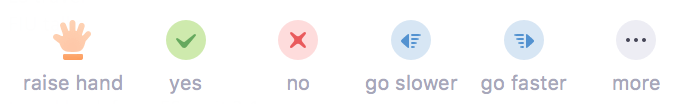 raise hand yes no go slower go faster more